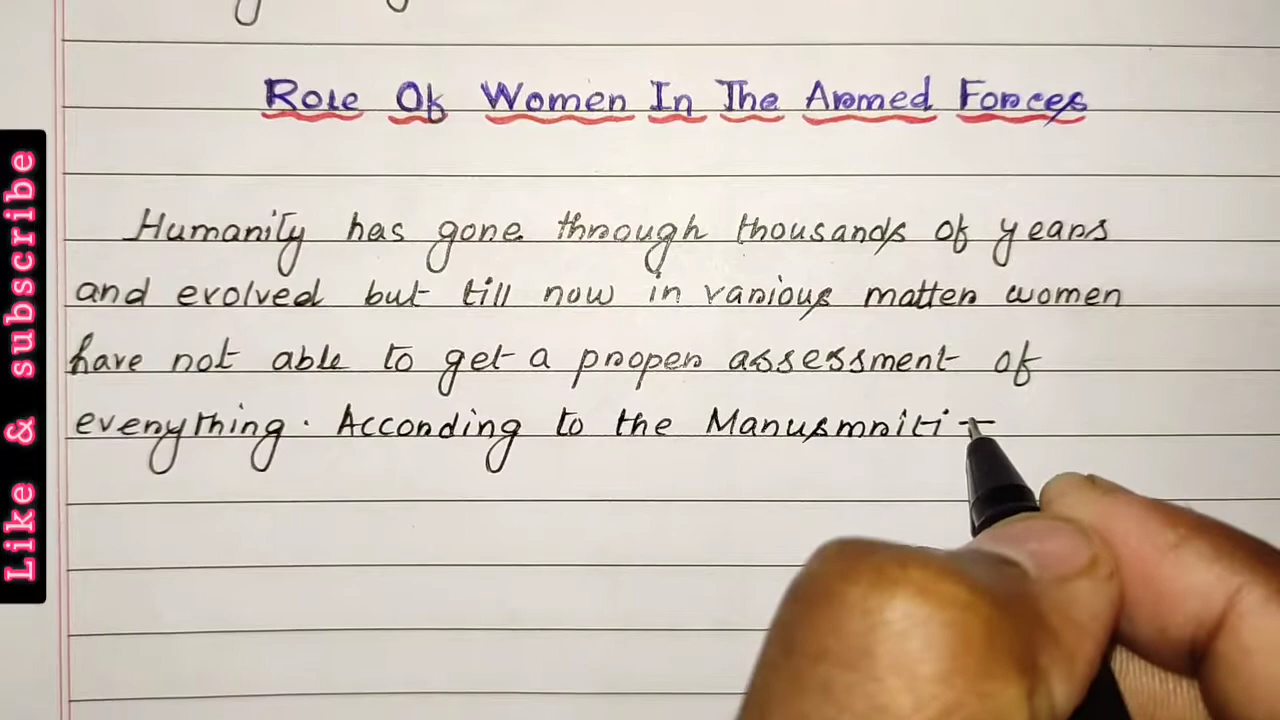 Role Of Women In The Armed Forces
Humanity has gone through thousands of years
and evolved but till now in various matter women
have not able to get a proper assessment of
everything. According to the Manusmriti -
Like & subscribe